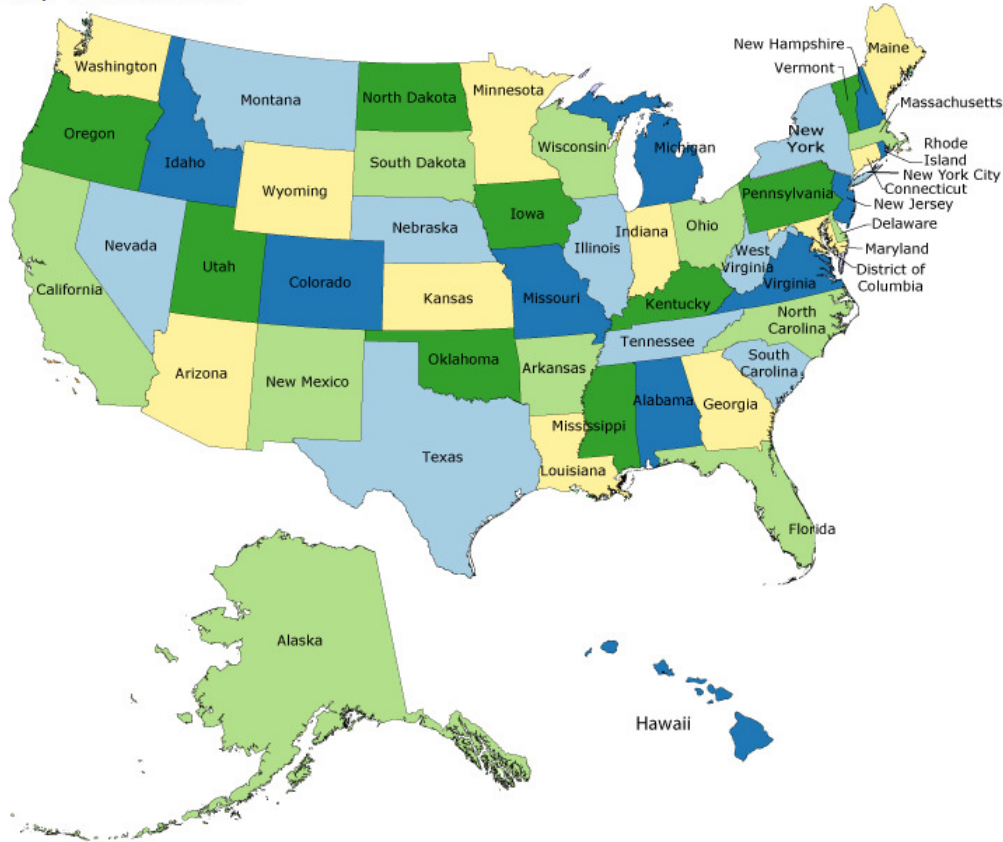 New Hampshire
Maine
Washington
Vermont
Montana
North Dakota
Minnesota
Massachusetts
Oregon
New
York
Idaho
South Dakota
Wisconsin
Michigan
Rhode
Island
New York City
Connecticut
Wyoming
Pennsylvania
New Jersey
Iowa
Nebraska
Ohio
Indiana
Delaware
Nevada
Illinois
West
Virginia
Maryland
Utah
District of
Columbia
Colorado
California
Kansas
Missouri
Virginia
Kentucky
North
Carolina
Tennessee
Oklahoma
South
Carolina
Arizona
New Mexico
Arkansas
Alabama
Georgia
Mississippi
Texas
Louisiana
Florida
Alaska
Hawaii